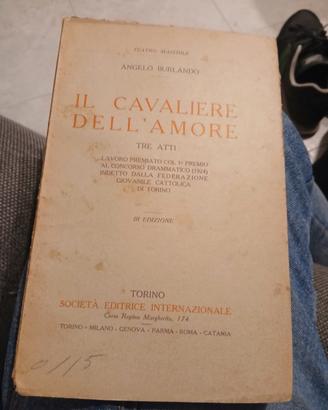 TEATRO MASCHILE
ANGELO BURLANDO
IL CAVALIERE
DELL'AMORE
TRE ATTI
LAVORO PREMIATO COL 1° PREMIO
AL CONCORSO DRAMMATICO (1924)
INDETTO DALLA FEDERAZIONE
GIOVANILE CATTOLICA
DI TORINO
III EDIZIONE
TORINO
SOCIETÀ EDITRICE INTERNAZIONALE
Corso Regina Margherita, 174
TORINO - MILANO - GENOVA - PARMA - ROMA - CATANIA